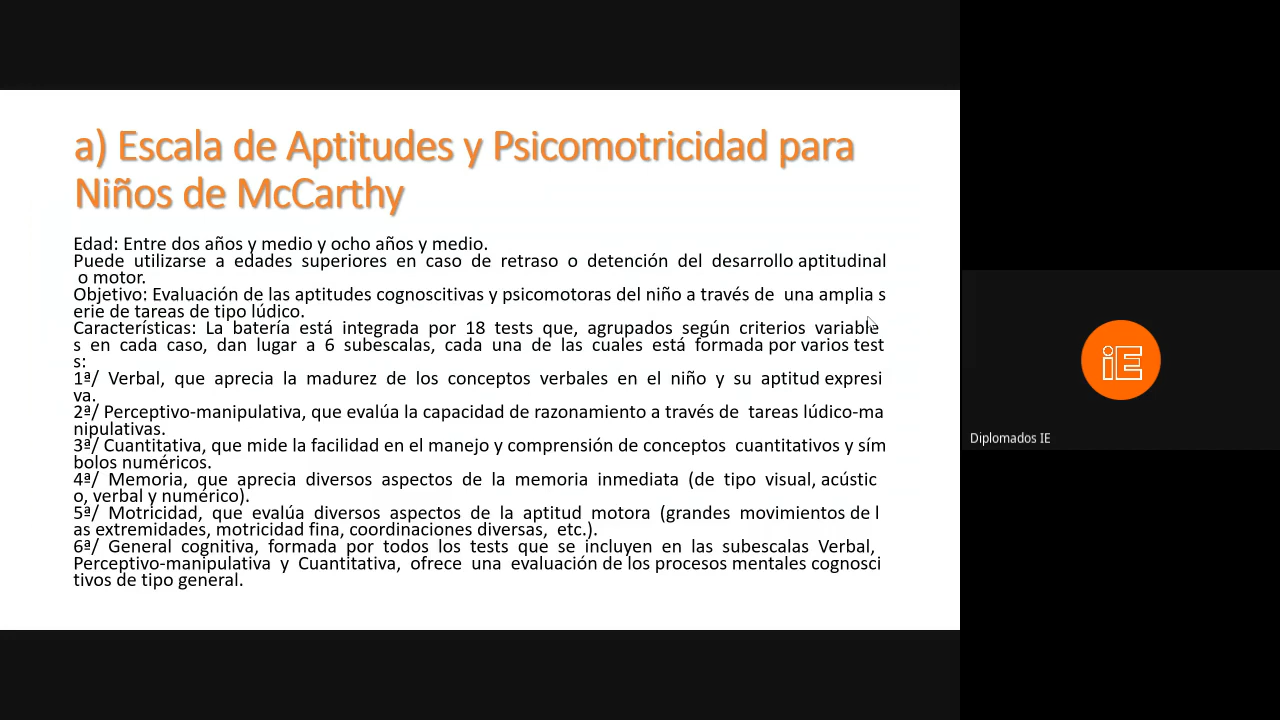 a) Escala de Aptitudes y Psicomotricidad para
Niños de McCarthy
Edad: Entre dos años y medio y ocho años y medio.
Puede utilizarse a edades superiores en caso de retraso o detención del desarrollo aptitudinal
o motor.
Objetivo: Evaluación de las aptitudes cognoscitivas y psicomotoras del niño a través de una amplia s
erie de tareas de tipo lúdico.
Características: La batería está integrada por 18 tests que, agrupados según criterios variable
s en cada caso, dan lugar a 6 subescalas, cada una de las cuales está formada por varios test
s:
1ª/ Verbal, que aprecia la madurez de los conceptos verbales en el niño y su aptitud expresi
va.
2ª/ Perceptivo-manipulativa, que evalúa la capacidad de razonamiento a través de tareas lúdico-ma
nipulativas.
3ª/ Cuantitativa, que mide la facilidad en el manejo y comprensión de conceptos cuantitativos y sím
bolos numéricos.
4ª/ Memoria, que aprecia diversos aspectos de la memoria inmediata (de tipo visual, acústic
o, verbal y numérico).
5ª/ Motricidad, que evalúa diversos aspectos de la aptitud motora (grandes movimientos de l
as extremidades, motricidad fina, coordinaciones diversas, etc.).
6ª/ General cognitiva, formada por todos los tests que se incluyen en las subescalas Verbal,
Perceptivo-manipulativa y Cuantitativa, ofrece una evaluación de los procesos mentales cognosci
tivos de tipo general.
iE
Diplomados IE